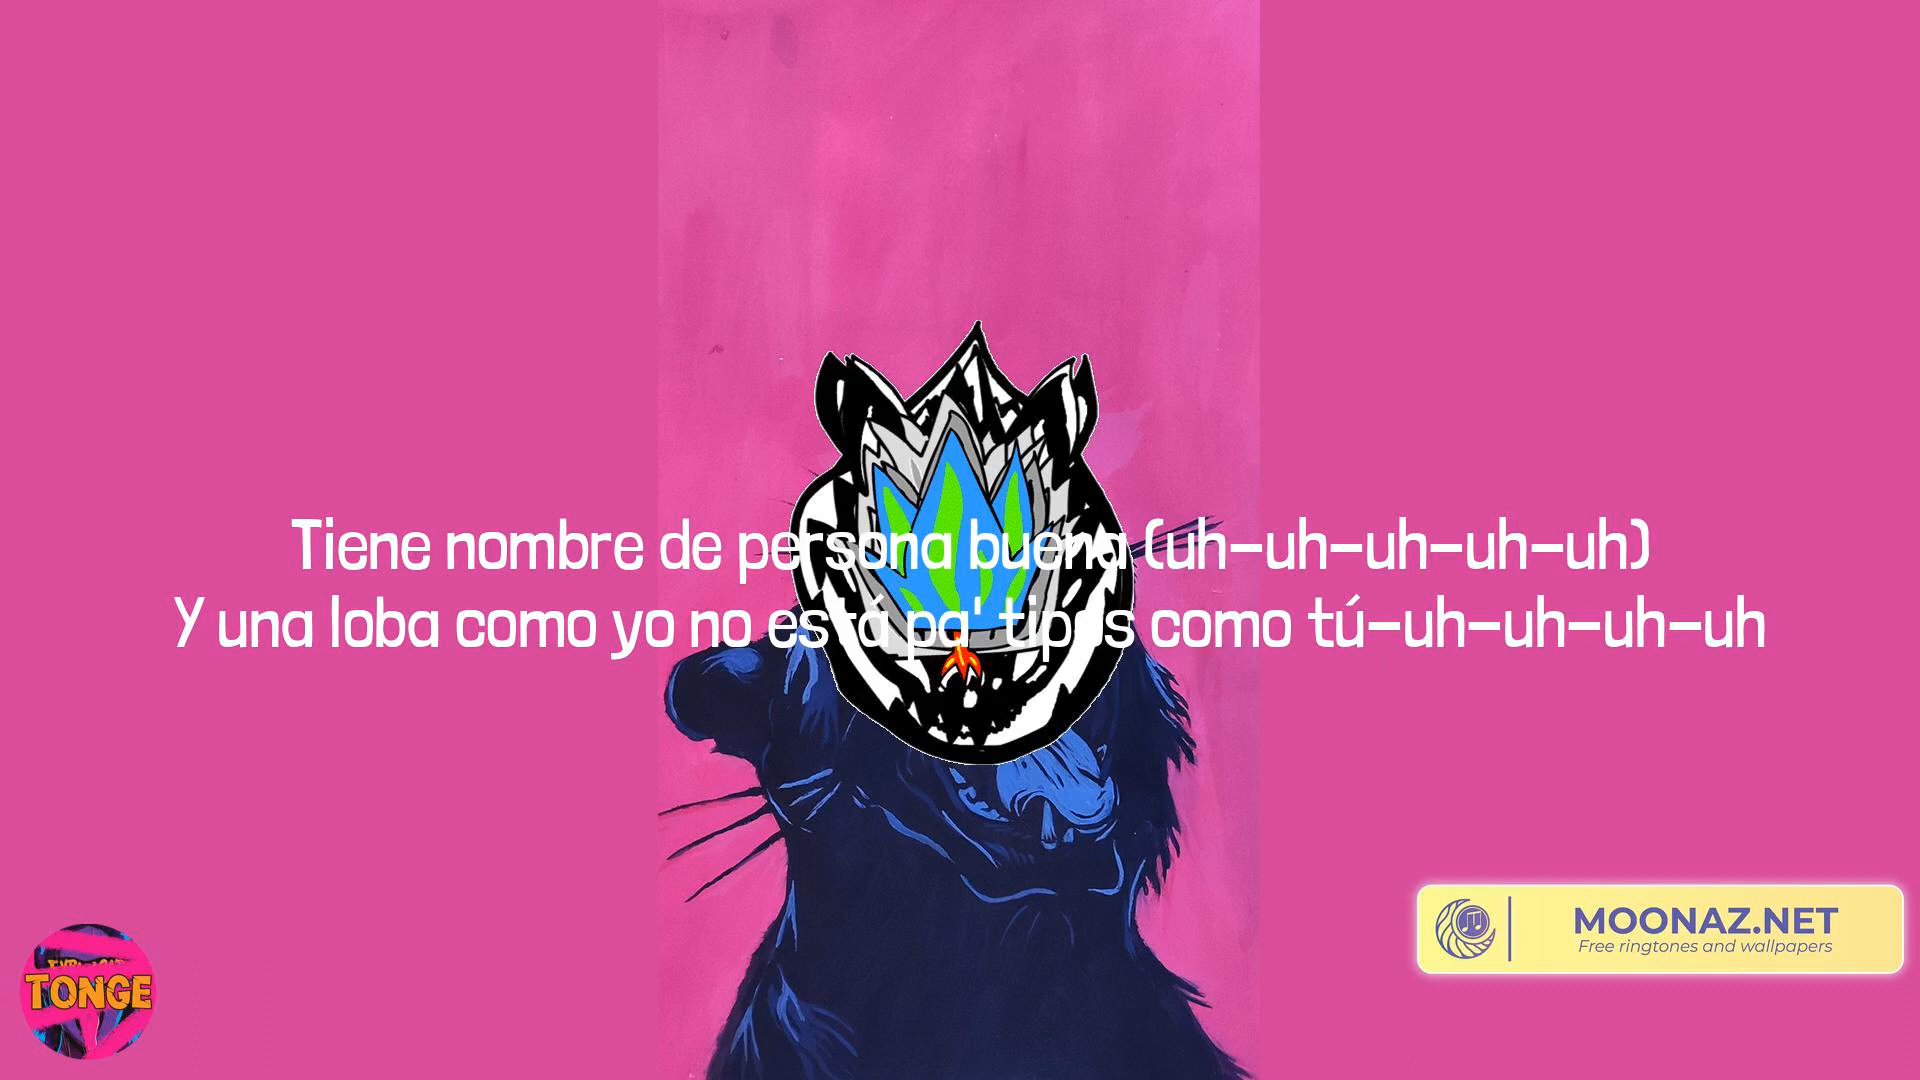 Tiene nombre de persona buena (uh-uh-uh-uh-uh)
Y una loba como yo no está pa' tipos como tú-uh-uh-uh-uh
MOONAZ.NET
Free ringtones and wallpapers
TONGE